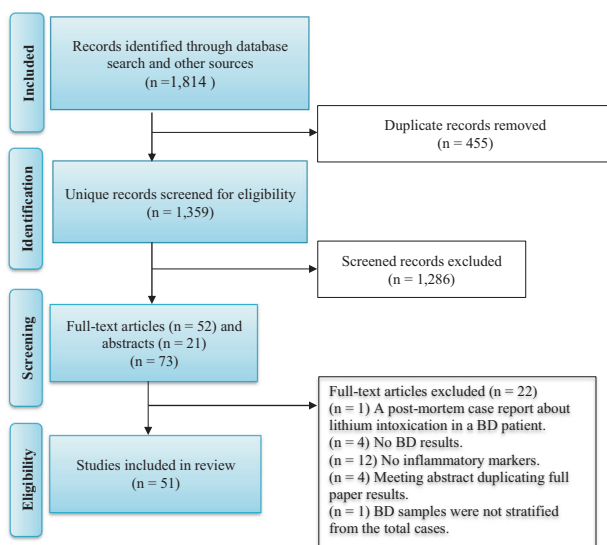 Included
Records identified through database
search and other sources
(n =1,814 )
Duplicate records removed
(n = 455)
Identification
Unique records screened for eligibility
(n = 1,359)
Screened records excluded
(n = 1,286)
Screening
Full-text articles (n = 52) and
abstracts (n = 21)
(n = 73)
Full-text articles excluded (n = 22)
(n = 1) A post-mortem case report about
lithium intoxication in a BD patient.
(n = 4) No BD results.
(n = 12) No inflammatory markers.
(n = 4) Meeting abstract duplicating full
paper results.
(n = 1) BD samples were not stratified
from the total cases.
Eligibility
Studies included in review
(n = 51)